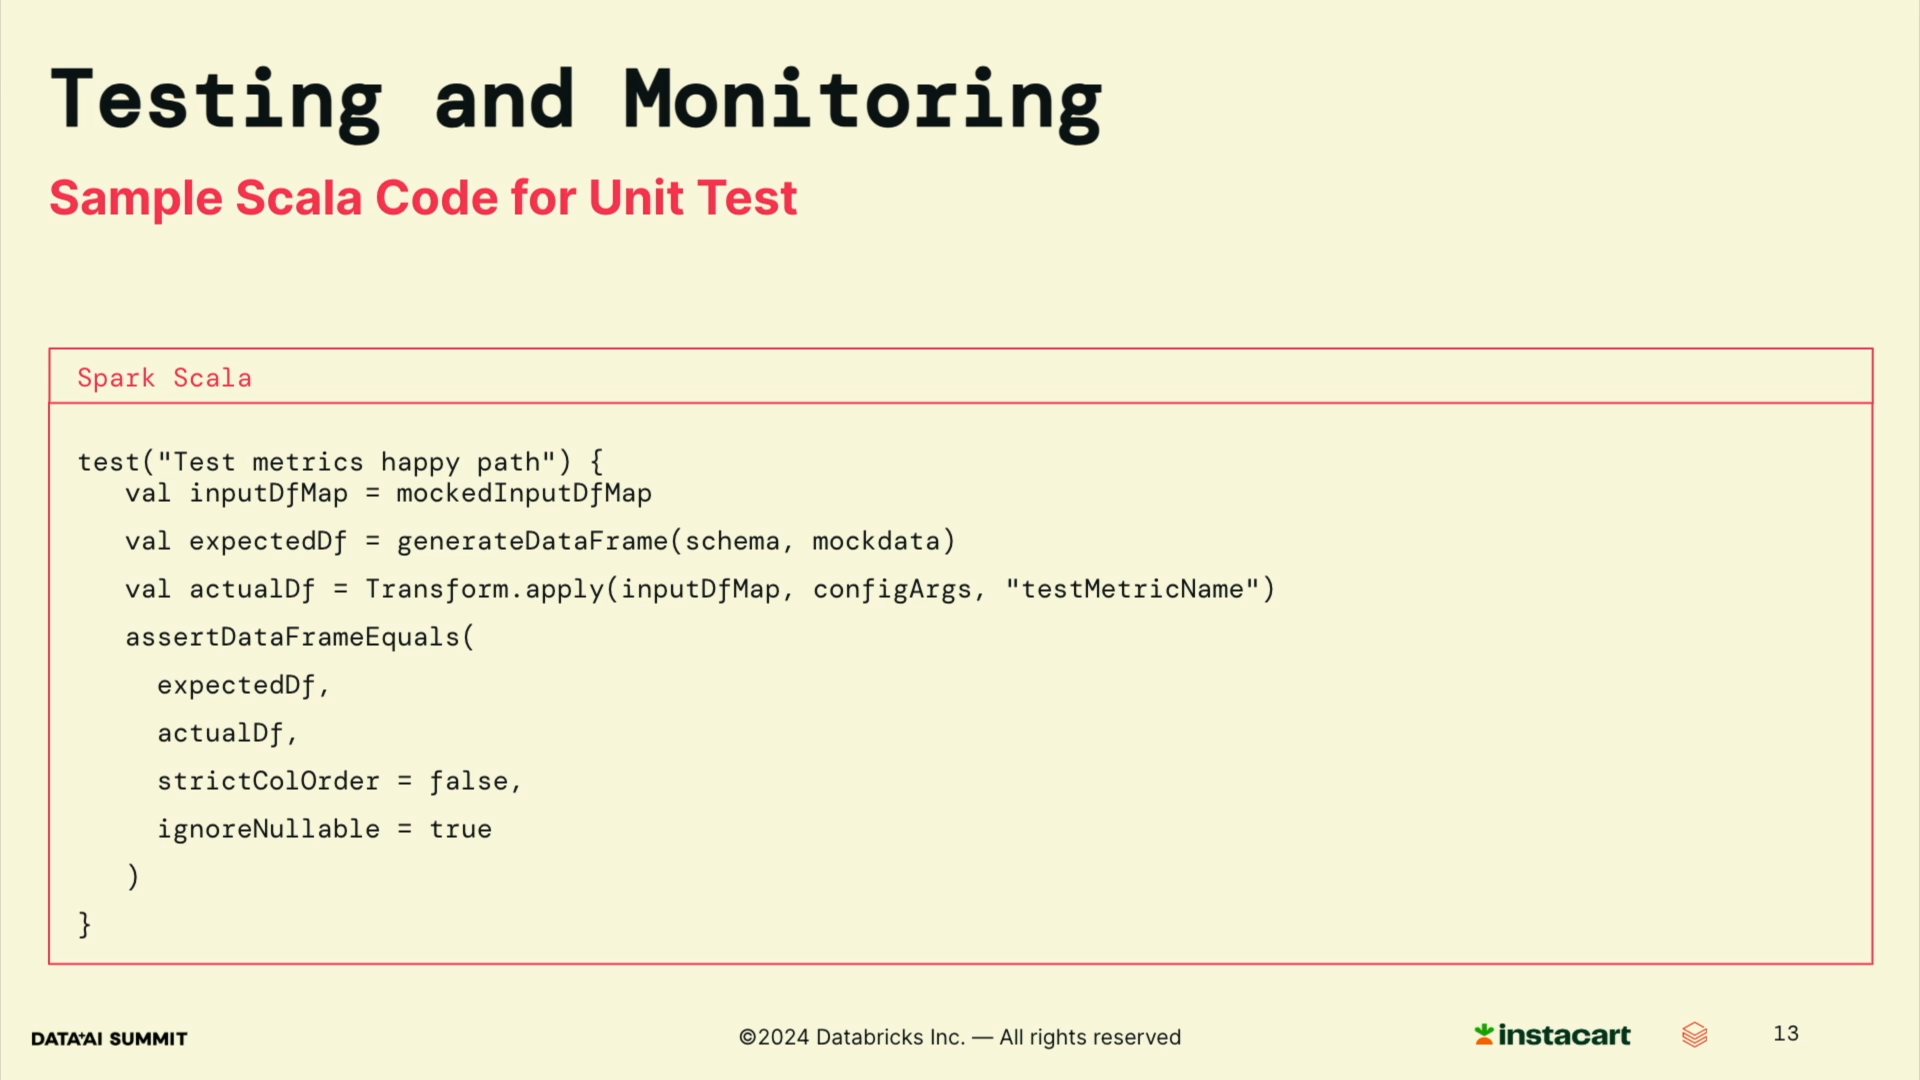 Testing and Monitoring
Sample Scala Code for Unit Test
Spark Scala
test("Test metrics happy path") {
   val inputDfMap = mockedInputDfMap
   val expectedDf = generateDataFrame(schema, mockdata)
   val actualDf = Transform.apply(inputDfMap, configArgs, "testMetricName")
   assertDataFrameEquals(
     expectedDf,
     actualDf,
     strictColOrder = false,
     ignoreNullable = true
   )
}
DATA+AI SUMMIT
©2024 Databricks Inc. — All rights reserved
instacart
13